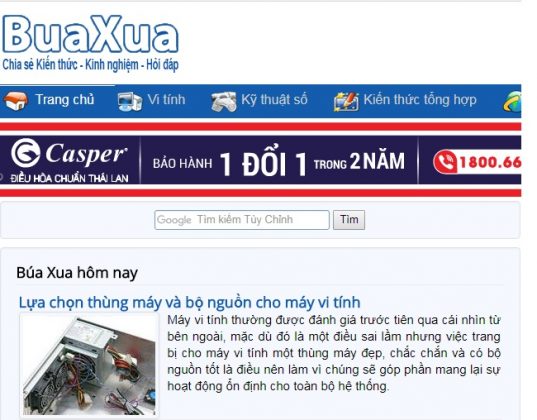 BuaXua
Chia sẻ Kiến thức - Kinh nghiệm - Hỏi đáp
Trang chủ Vi tính Kỹ thuật số Kiến thức tổng hợp
Casper®
ĐIỀU HÒA CHUẨN THÁI LAN
BẢO HÀNH 1 ĐỔI 1 TRONG 2 NĂM
1800.66
Google Tìm kiếm Tùy Chỉnh Tìm
Búa Xua hôm nay
Lựa chọn thùng máy và bộ nguồn cho máy vi tính
Máy vi tính thường được đánh giá trước tiên qua cái nhìn từ
bên ngoài, mặc dù đó là một điều sai lầm nhưng việc trang
bị cho máy vi tính một thùng máy đẹp, chắc chắn và có bộ
nguồn tốt là điều nên làm vì chúng sẽ góp phần mang lại sự
hoạt động ổn định cho toàn bộ hệ thống.